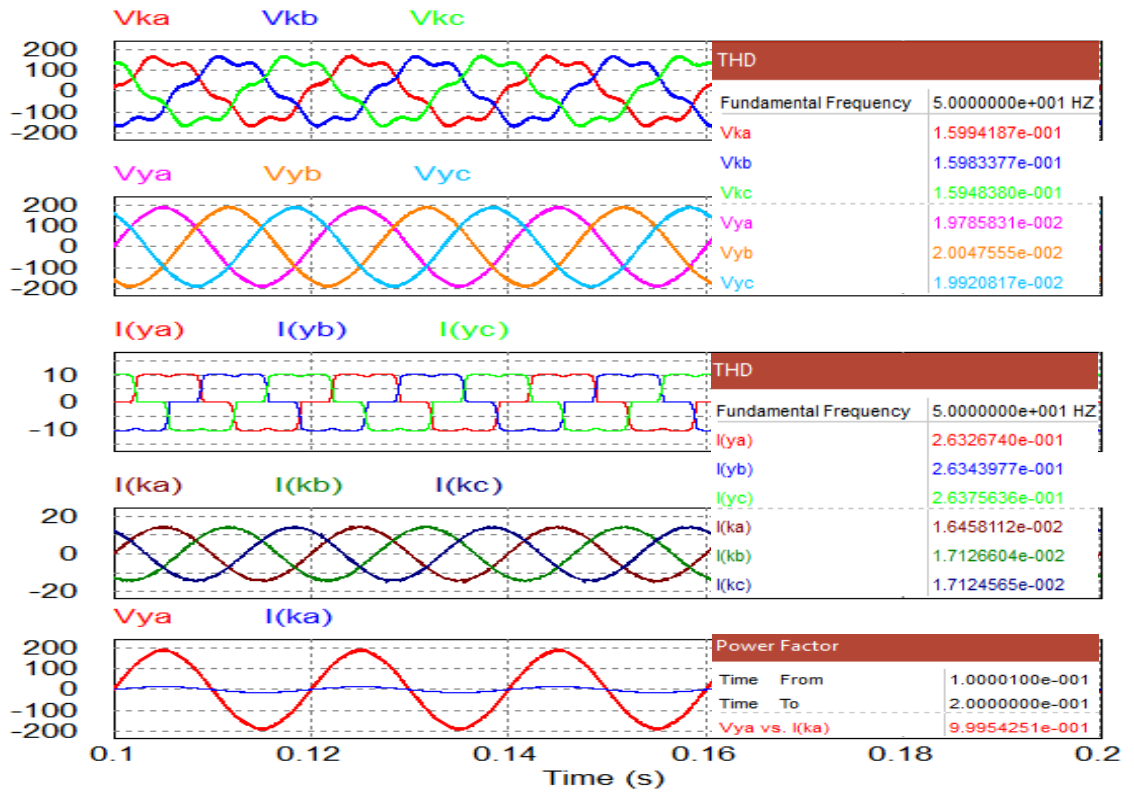 Vka Vkb Vkc
200
100
0
-100
-200
THD
Fundamental Frequency 5.0000000e+001 HZ
Vka 1.5994187e-001
Vkb 1.5983377e-001
Vkc 1.5948380e-001
Vya 1.9785831e-002
Vyb 2.0047555e-002
Vyc 1.9920817e-002
Vya Vyb Vyc
200
100
0
-100
-200
I(ya) I(yb) I(yc)
10
0
-10
THD
Fundamental Frequency 5.0000000e+001 HZ
I(ya) 2.6326740e-001
I(yb) 2.6343977e-001
I(yc) 2.6375636e-001
I(ka) 1.6458112e-002
I(kb) 1.7126604e-002
I(kc) 1.7124565e-002
I(ka) I(kb) I(kc)
20
0
-20
Vya I(ka)
200
100
0
-100
-200
Power Factor
Time From 1.0000100e-001
Time To 2.0000000e-001
Vya vs. I(ka) 9.9954251e-001
0.1 0.12 0.14 0.16 0.18 0.2
Time (s)